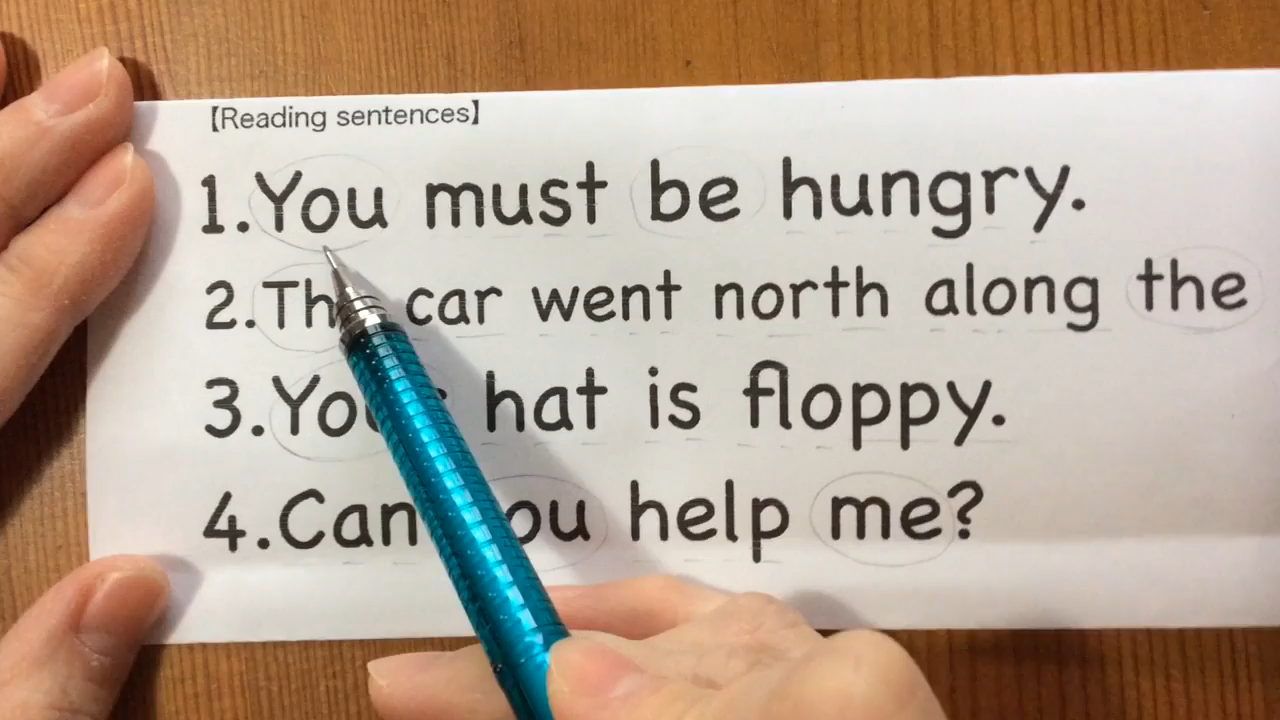 【Reading sentences】
1.You must be hungry.
2. car went north along the
3. hat is floppy.
4.Can help me?